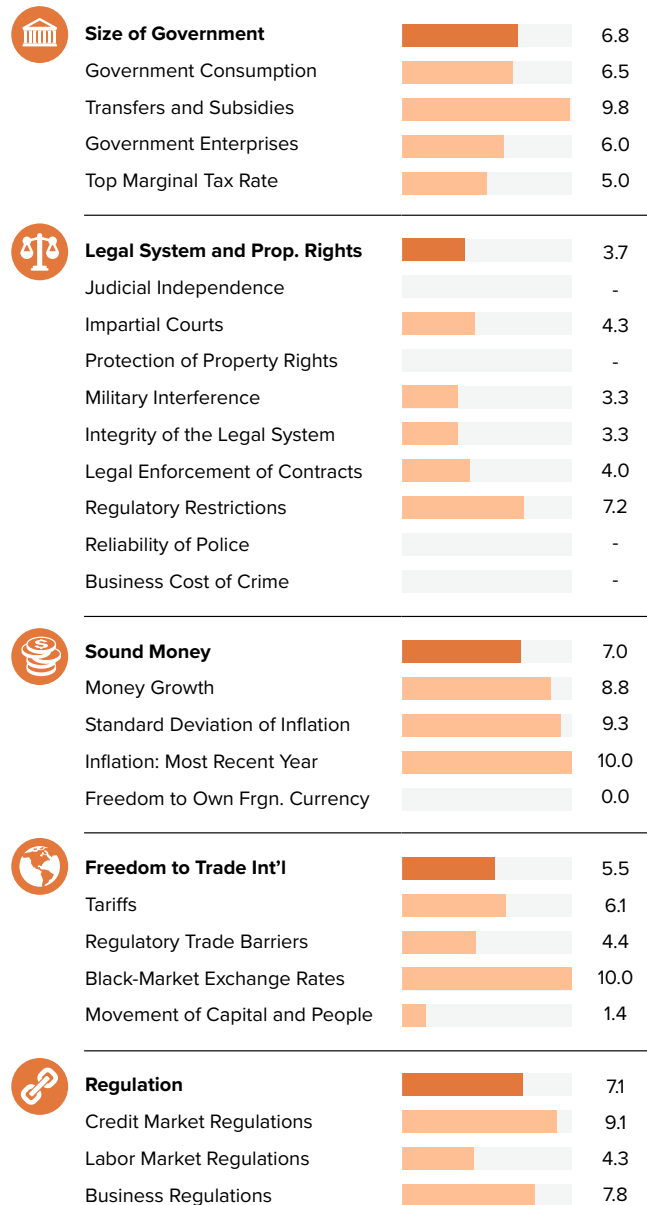 Size of Government 6.8
Government Consumption 6.5
Transfers and Subsidies 9.8
Government Enterprises 6.0
Top Marginal Tax Rate 5.0
Legal System and Prop. Rights 3.7
Judicial Independence -
Impartial Courts 4.3
Protection of Property Rights -
Military Interference 3.3
Integrity of the Legal System 3.3
Legal Enforcement of Contracts 4.0
Regulatory Restrictions 7.2
Reliability of Police -
Business Cost of Crime -
$
Sound Money 7.0
Money Growth 8.8
Standard Deviation of Inflation 9.3
Inflation: Most Recent Year 10.0
Freedom to Own Frgn. Currency 0.0
Freedom to Trade Int'l 5.5
Tariffs 6.1
Regulatory Trade Barriers 4.4
Black-Market Exchange Rates 10.0
Movement of Capital and People 1.4
Regulation 7.1
Credit Market Regulations 9.1
Labor Market Regulations 4.3
Business Regulations 7.8